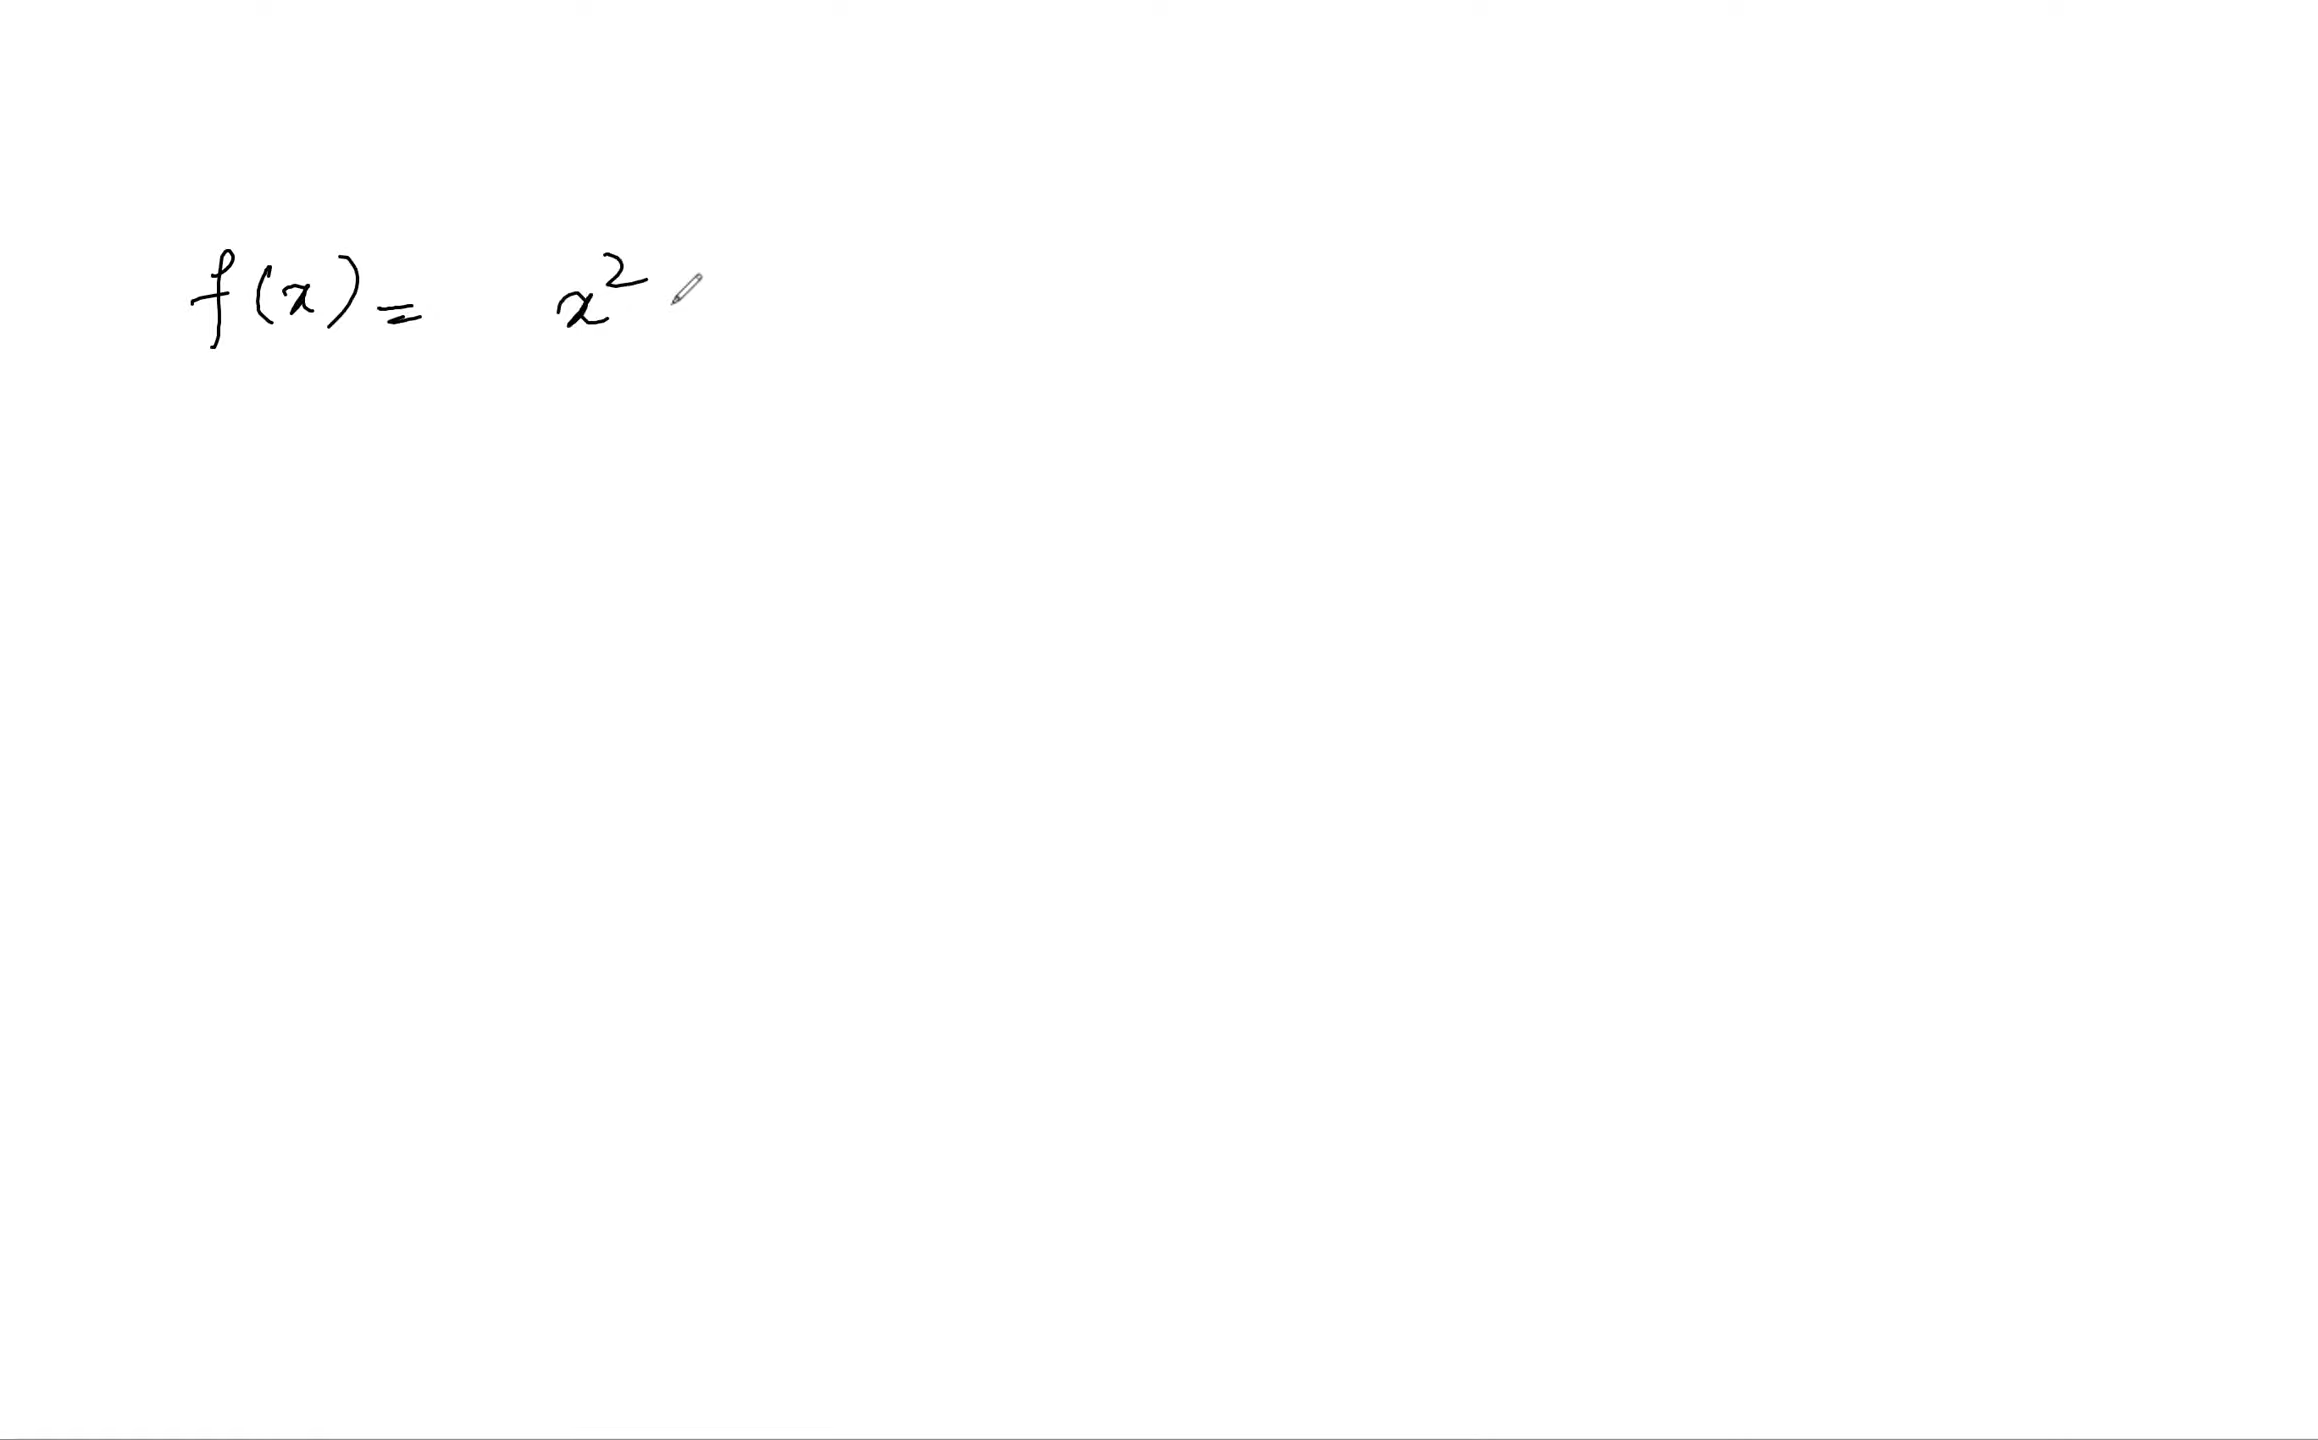 f(x) = x²